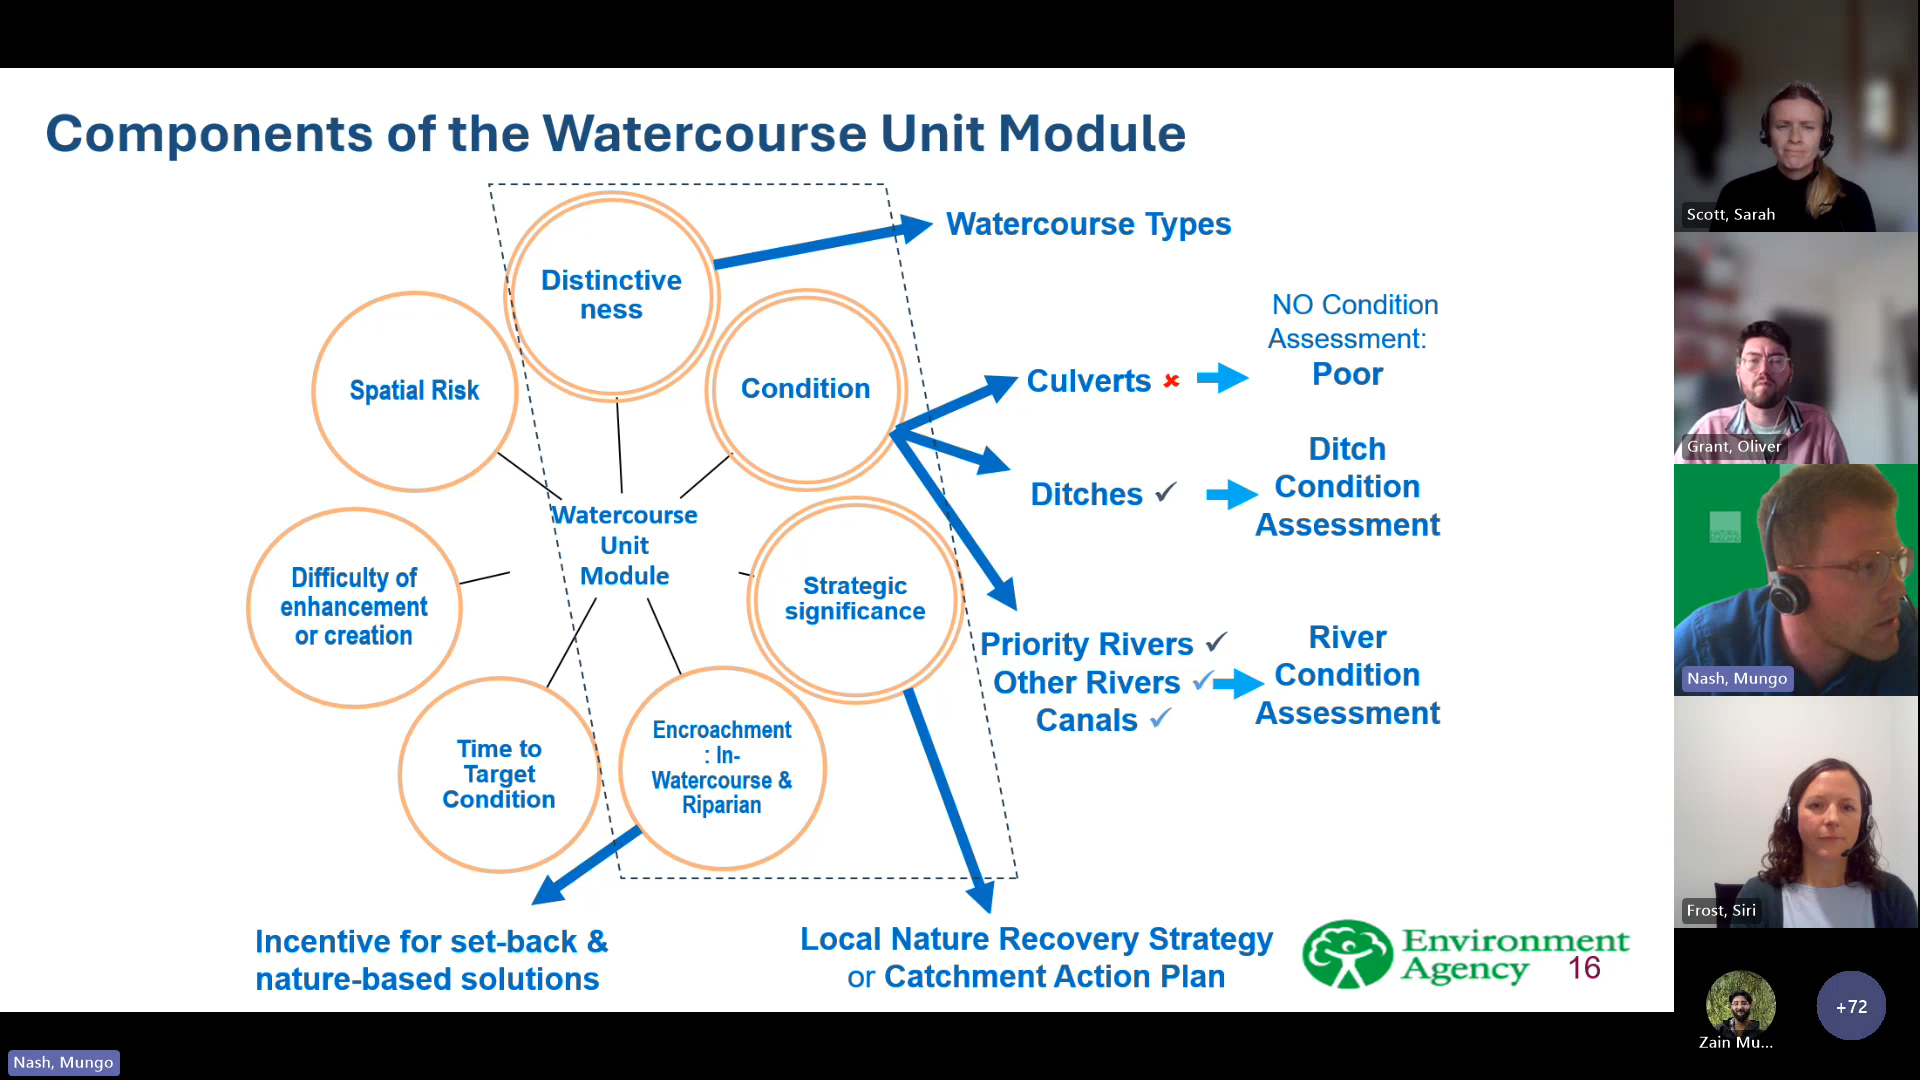 Components of the Watercourse Unit Module
Distinctive
ness
Watercourse Types
Spatial Risk
Condition
Culverts ✘
NO Condition
Assessment:
Poor
Ditches ✓
Ditch
Condition
Assessment
Watercourse
Unit
Module
Difficulty of
enhancement
or creation
Strategic
significance
Priority Rivers ✓
Other Rivers ✓
Canals ✓
River
Condition
Assessment
Time to
Target
Condition
Encroachment
: In-
Watercourse &
Riparian
Incentive for set-back &
nature-based solutions
Local Nature Recovery Strategy
or Catchment Action Plan
Environment
Agency
16
Scott, Sarah
Grant, Oliver
Nash, Mungo
Frost, Siri
Zain Mu...
+72
Nash, Mungo